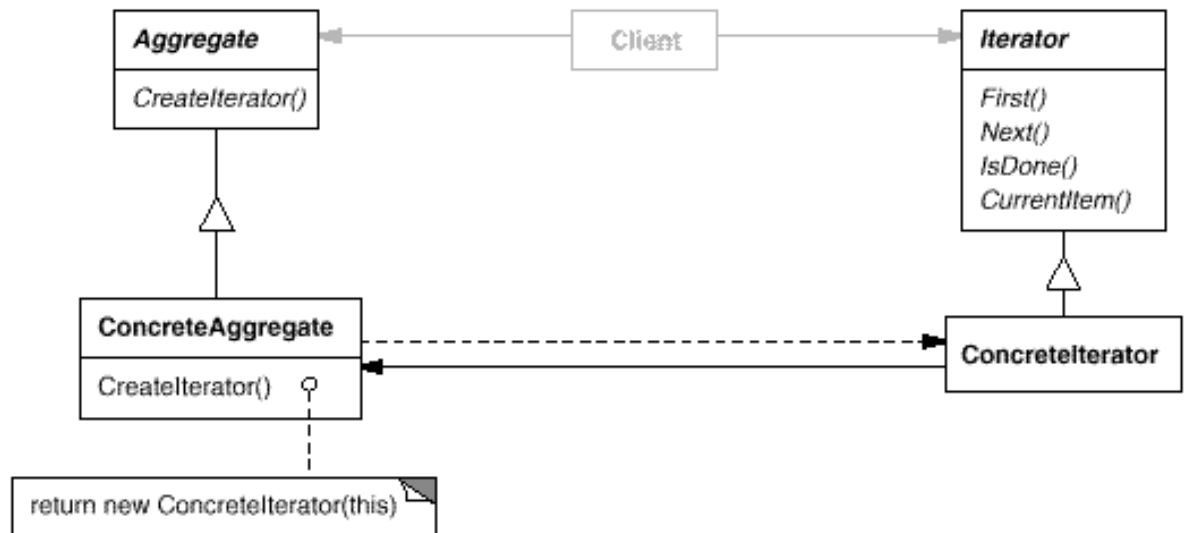 Aggregate
CreateIterator()
Client
Iterator
First()
Next()
IsDone()
CurrentItem()
ConcreteAggregate
CreateIterator()
ConcreteIterator
return new ConcreteIterator(this)